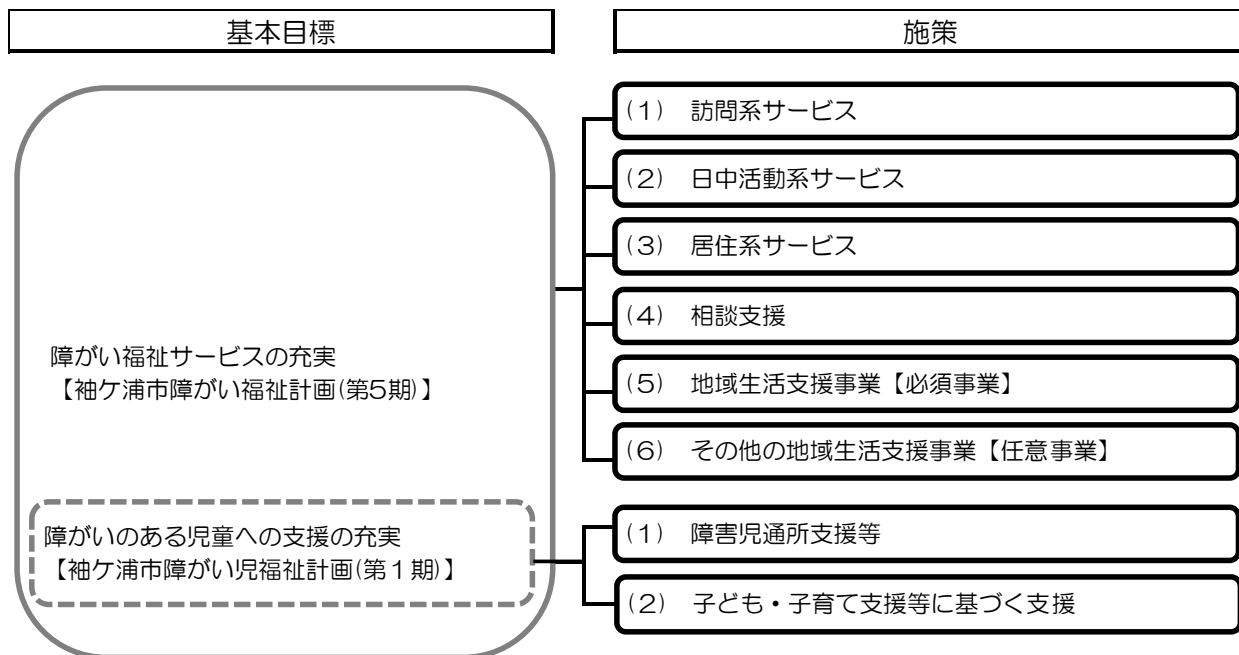 基本目標
施策
障がい福祉サービスの充実
【袖ケ浦市障がい福祉計画(第5期)】
(1) 訪問系サービス
(2) 日中活動系サービス
(3) 居住系サービス
(4) 相談支援
(5) 地域生活支援事業【必須事業】
(6) その他の地域生活支援事業【任意事業】
障がいのある児童への支援の充実
【袖ケ浦市障がい児福祉計画(第１期)】
(1) 障害児通所支援等
(2) 子ども・子育て支援等に基づく支援